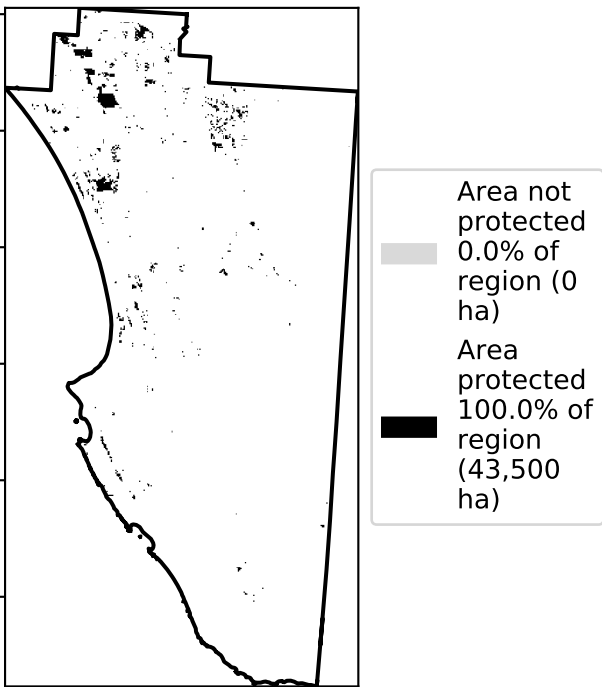 Area not
protected
0.0% of
region (0
ha)
Area
protected
100.0% of
region
(43,500
ha)